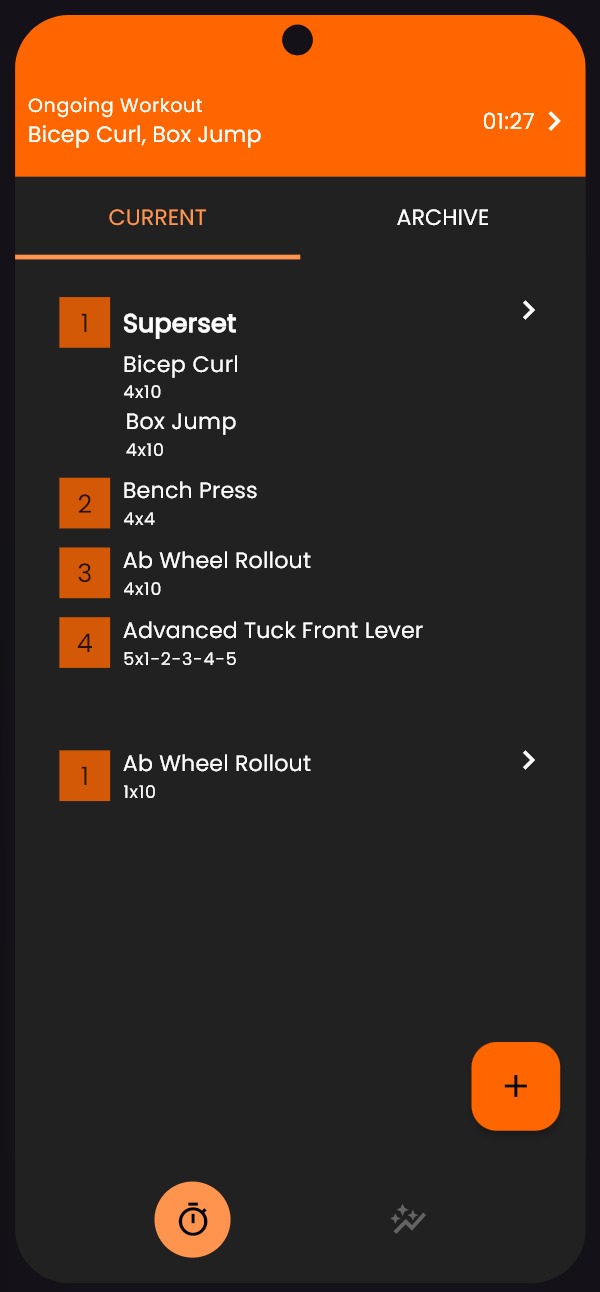 Ongoing Workout
Bicep Curl, Box Jump
01:27
CURRENT
ARCHIVE
1
Superset
Bicep Curl
4x10
Box Jump
4x10
2
Bench Press
4x4
3
Ab Wheel Rollout
4x10
4
Advanced Tuck Front Lever
5x1-2-3-4-5
1
Ab Wheel Rollout
1x10
+